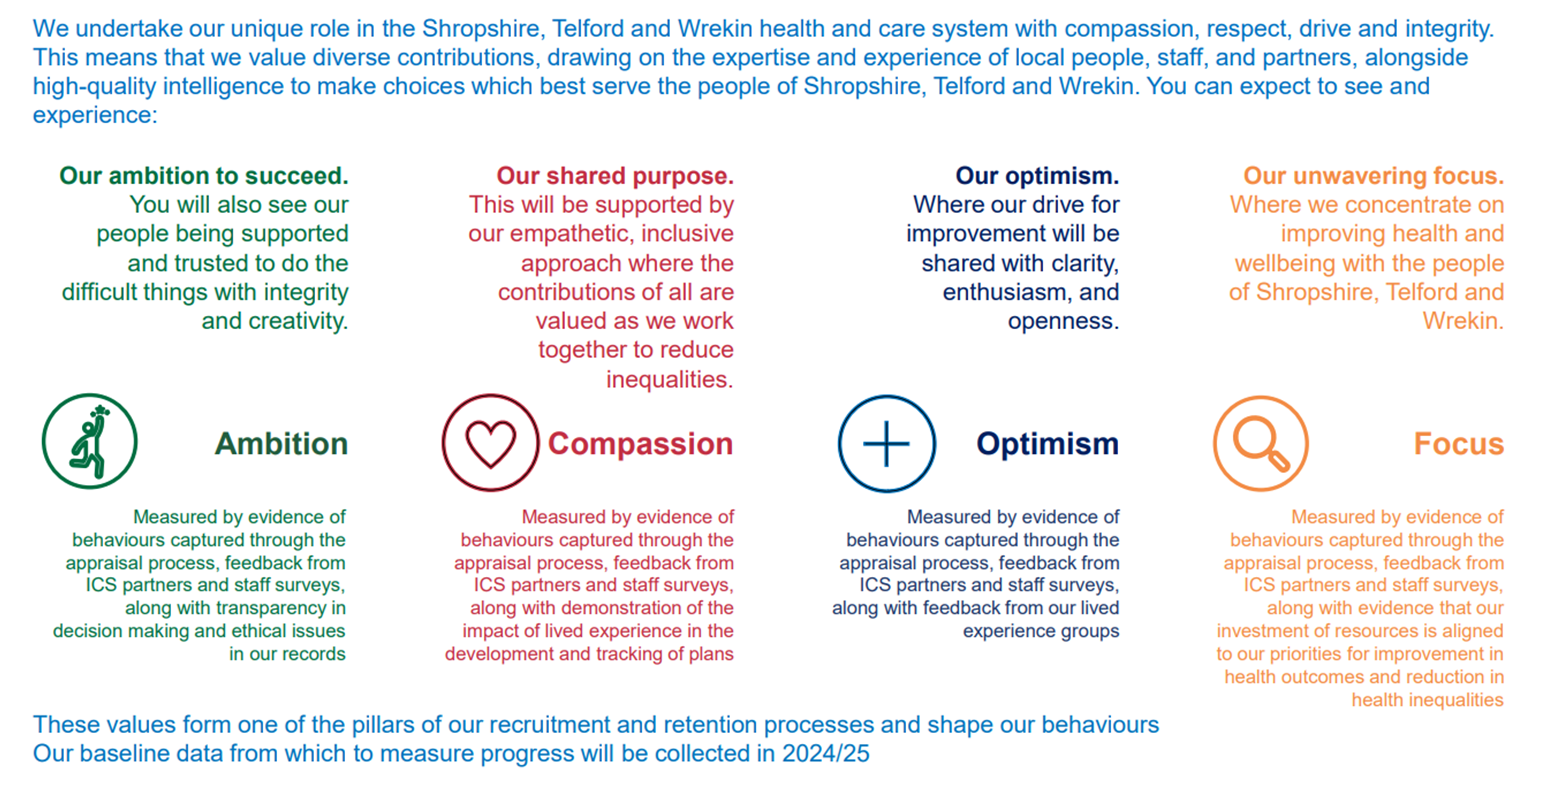 We undertake our unique role in the Shropshire, Telford and Wrekin health and care system with compassion, respect, drive and integrity.
This means that we value diverse contributions, drawing on the expertise and experience of local people, staff, and partners, alongside
high-quality intelligence to make choices which best serve the people of Shropshire, Telford and Wrekin. You can expect to see and
experience:
Our ambition to succeed.
You will also see our
people being supported
and trusted to do the
difficult things with integrity
and creativity.
Ambition
Measured by evidence of
behaviours captured through the
appraisal process, feedback from
ICS partners and staff surveys,
along with transparency in
decision making and ethical issues
in our records
Our shared purpose.
This will be supported by
our empathetic, inclusive
approach where the
contributions of all are
valued as we work
together to reduce
inequalities.
Compassion
Measured by evidence of
behaviours captured through the
appraisal process, feedback from
ICS partners and staff surveys,
along with demonstration of the
impact of lived experience in the
development and tracking of plans
Our optimism.
Where our drive for
improvement will be
shared with clarity,
enthusiasm, and
openness.
Optimism
Measured by evidence of
behaviours captured through the
appraisal process, feedback from
ICS partners and staff surveys,
along with feedback from our lived
experience groups
Our unwavering focus.
Where we concentrate on
improving health and
wellbeing with the people
of Shropshire, Telford and
Wrekin.
Focus
Measured by evidence of
behaviours captured through the
appraisal process, feedback from
ICS partners and staff surveys,
along with evidence that our
investment of resources is aligned
to our priorities for improvement in
health outcomes and reduction in
health inequalities
These values form one of the pillars of our recruitment and retention processes and shape our behaviours
Our baseline data from which to measure progress will be collected in 2024/25